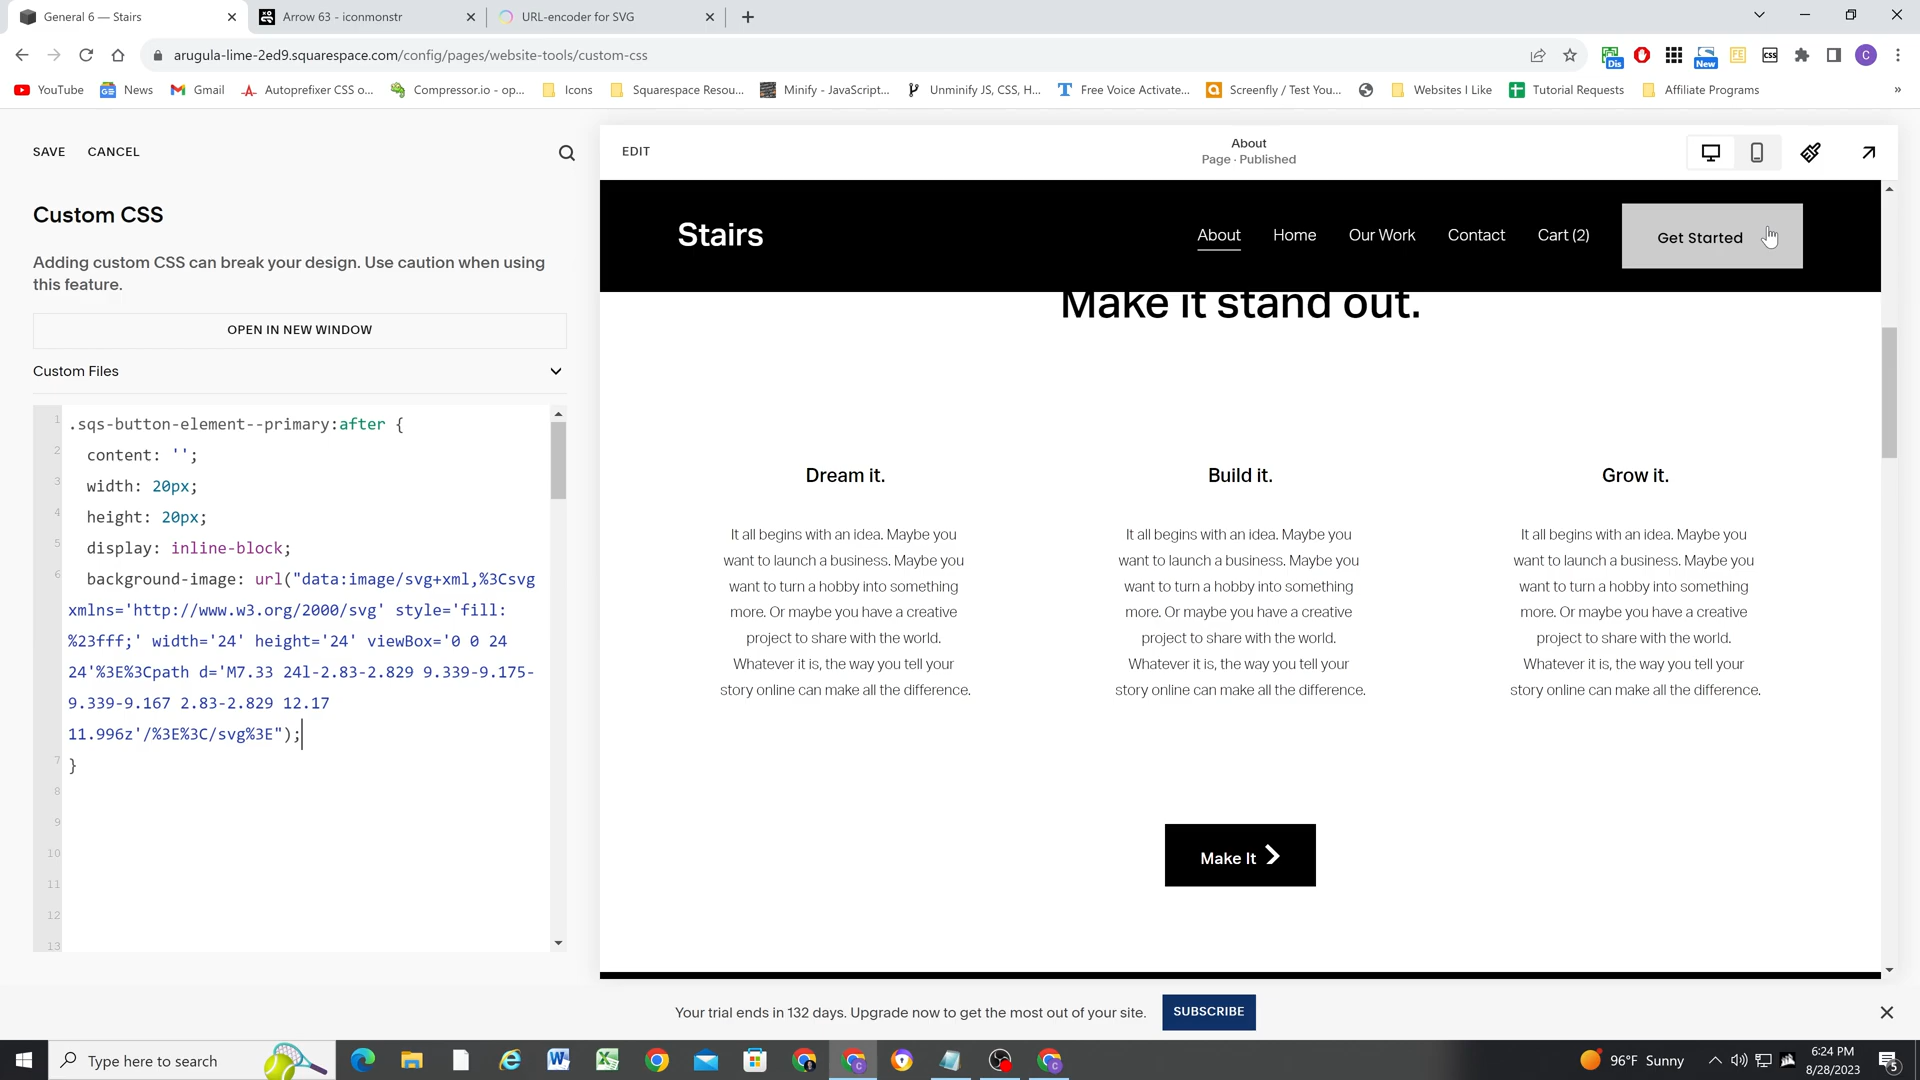 General 6 — Stairs
Arrow 63 - iconmonstr
URL-encoder for SVG
arugula-lime-2ed9.squarespace.com/config/pages/website-tools/custom-css
Dis
New
FE
CSS
C
YouTube
GE News
Gmail
Autoprefixer CSS o...
Compressor.io - op...
Icons
Squarespace Resou...
Minify - JavaScript...
Unminify JS, CSS, H...
Free Voice Activate...
Screenfly / Test You...
Websites I Like
Tutorial Requests
Affiliate Programs
»
SAVE CANCEL
EDIT
About
Page · Published
Custom CSS
Adding custom CSS can break your design. Use caution when using
this feature.
OPEN IN NEW WINDOW
Custom Files
1 .sqs-button-element--primary:after {
2 content: '';
3 width: 20px;
4 height: 20px;
5 display: inline-block;
6 background-image: url("data:image/svg+xml,%3Csvg
xmlns='http://www.w3.org/2000/svg' style='fill:
%23fff;' width='24' height='24' viewBox='0 0 24
24'%3E%3Cpath d='M7.33 24l-2.83-2.829 9.339-9.175-
9.339-9.167 2.83-2.829 12.17
11.996z'/%3E%3C/svg%3E");
7 }
8
9
10
11
12
13
Stairs
About
Home
Our Work
Contact
Cart (2)
Get Started
Make it stand out.
Dream it.
It all begins with an idea. Maybe you
want to launch a business. Maybe you
want to turn a hobby into something
more. Or maybe you have a creative
project to share with the world.
Whatever it is, the way you tell your
story online can make all the difference.
Build it.
It all begins with an idea. Maybe you
want to launch a business. Maybe you
want to turn a hobby into something
more. Or maybe you have a creative
project to share with the world.
Whatever it is, the way you tell your
story online can make all the difference.
Grow it.
It all begins with an idea. Maybe you
want to launch a business. Maybe you
want to turn a hobby into something
more. Or maybe you have a creative
project to share with the world.
Whatever it is, the way you tell your
story online can make all the difference.
Make It
Your trial ends in 132 days. Upgrade now to get the most out of your site.
SUBSCRIBE
Type here to search
96°F Sunny
6:24 PM
8/28/2023
5